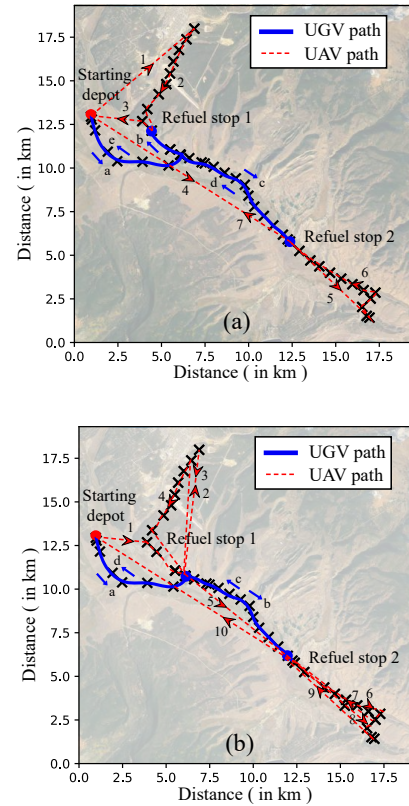 (a)
17.5
15.0
12.5
10.0
7.5
5.0
2.5
0.0
Distance ( in km )
UGV path
UAV path
Starting
depot
Refuel stop 1
Refuel stop 2
1
2
3
4
5
6
7
a
b
c
d
e
(a)
0.0 2.5 5.0 7.5 10.0 12.5 15.0 17.5
Distance ( in km )
17.5
15.0
12.5
10.0
7.5
5.0
2.5
0.0
Distance ( in km )
UGV path
UAV path
Starting
depot
Refuel stop 1
Refuel stop 2
1
2
3
4
5
6
7
8
9
10
a
b
c
d
(b)
0.0 2.5 5.0 7.5 10.0 12.5 15.0 17.5
Distance ( in km )